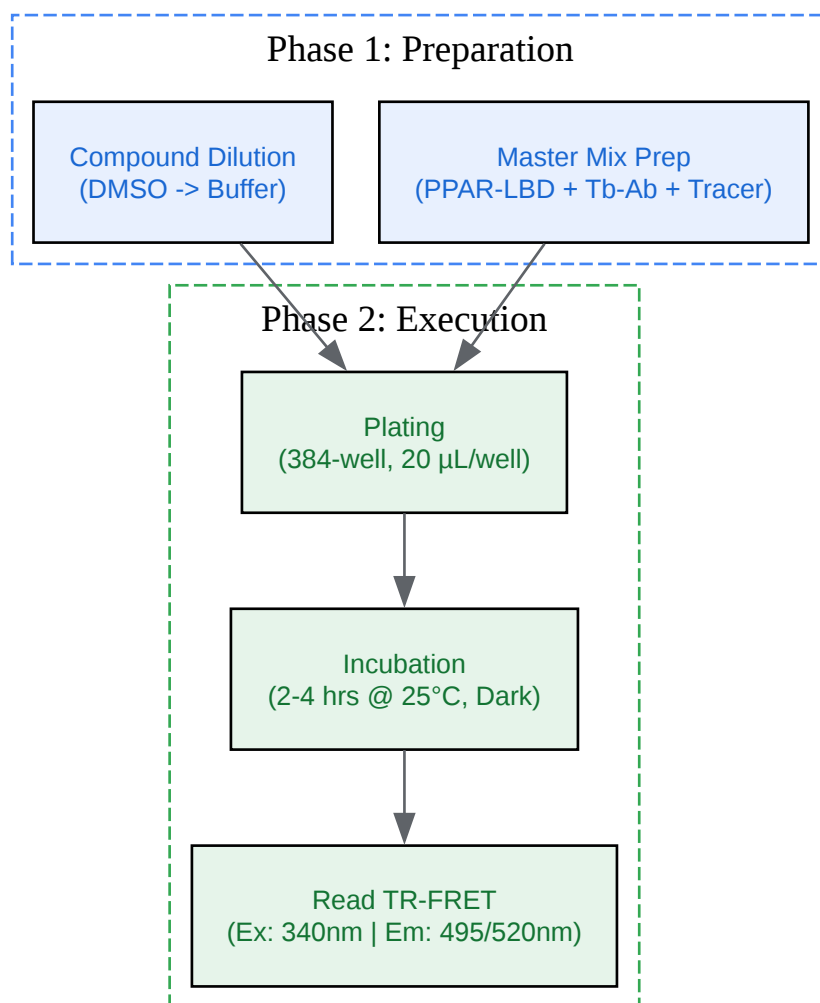 Phase 1: Preparation
Compound Dilution
(DMSO -> Buffer)
Master Mix Prep
(PPAR-LBD + Tb-Ab + Tracer)
Phase 2: Execution
Plating
(384-well, 20 µL/well)
Incubation
(2-4 hrs @ 25°C, Dark)
Read TR-FRET
(Ex: 340nm | Em: 495/520nm)